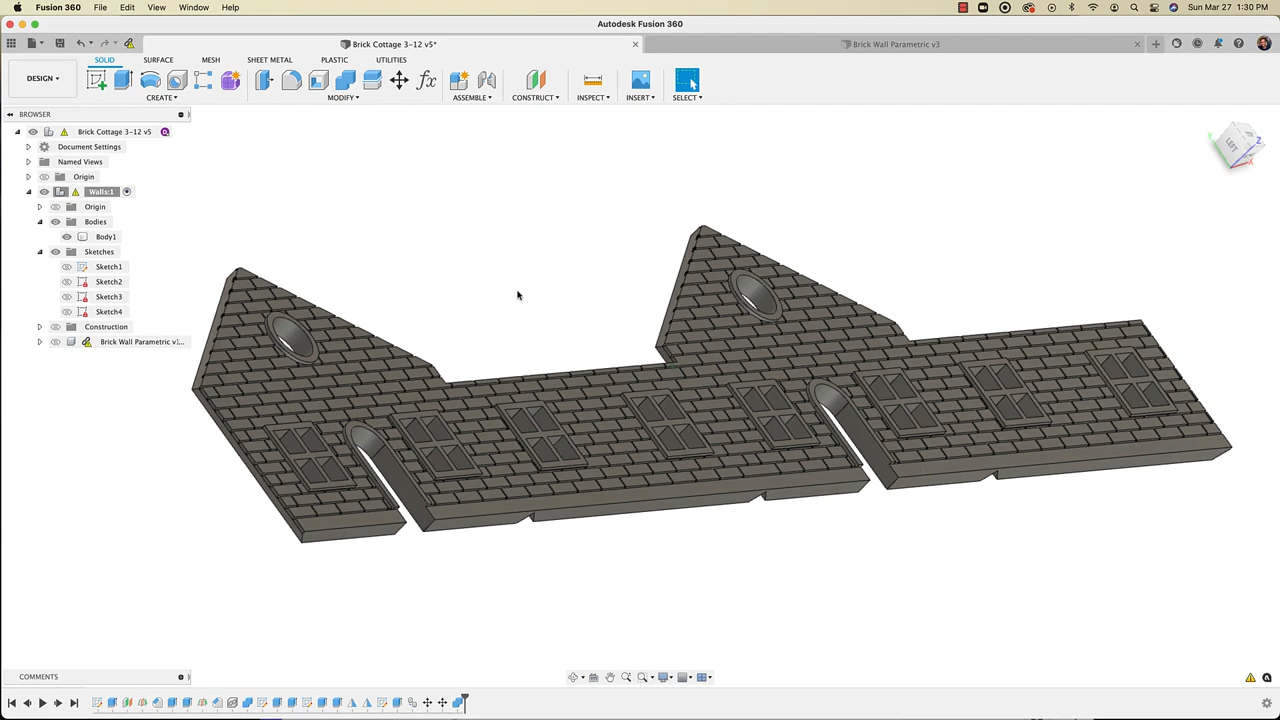 Fusion 360 File Edit View Window Help Sun Mar 27 1:30 PM
Autodesk Fusion 360
Brick Cottage 3-12 v5* Brick Wall Parametric v3
SOLID SURFACE MESH SHEET METAL PLASTIC UTILITIES
DESIGN
CREATE MODIFY ASSEMBLE CONSTRUCT INSPECT INSERT SELECT
BROWSER
Brick Cottage 3-12 v5
Document Settings
Named Views
Origin
Walls:1
Origin
Bodies
Body1
Sketches
Sketch1
Sketch2
Sketch3
Sketch4
Construction
Brick Wall Parametric v...
LEFT
Z
Y
X
COMMENTS